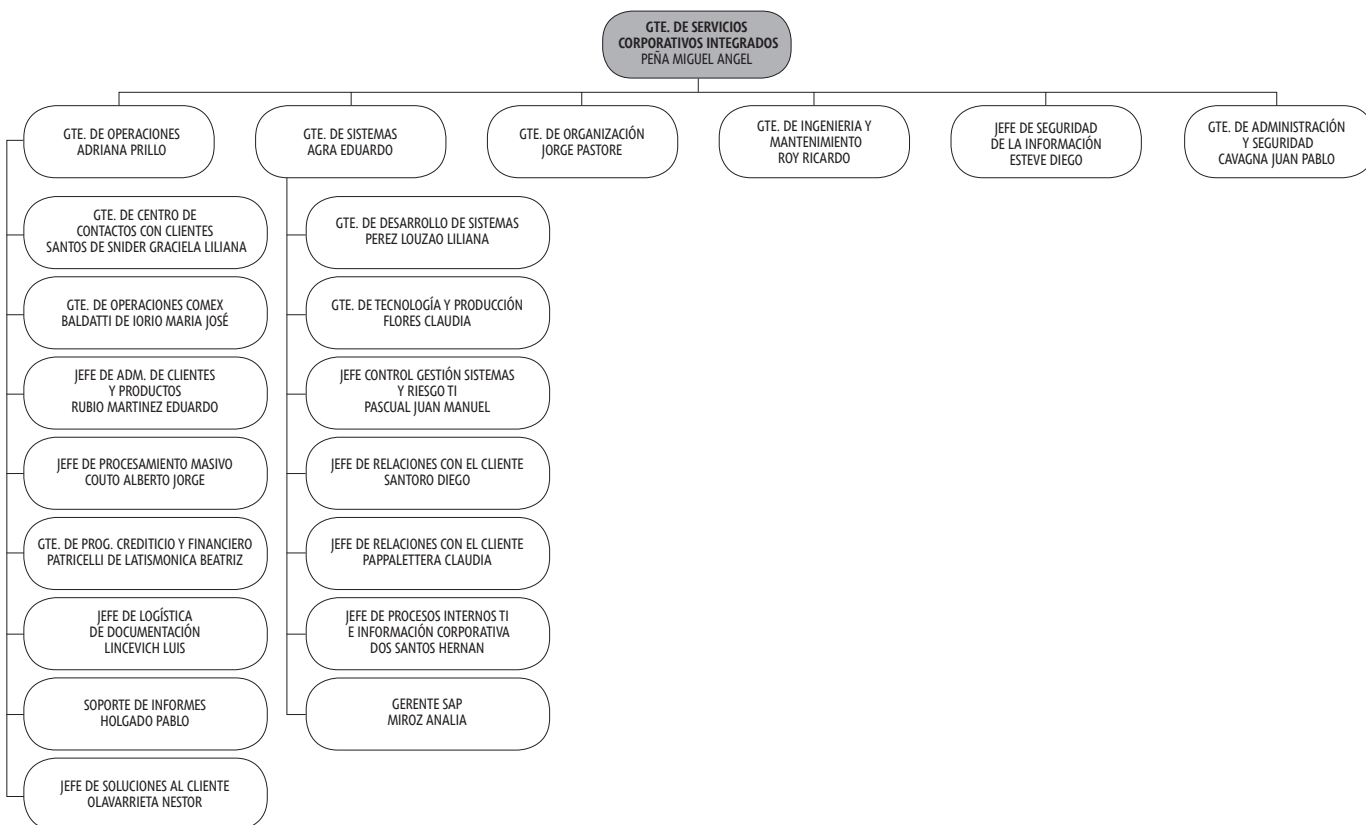 GTE. DE SERVICIOS
CORPORATIVOS INTEGRADOS
PEÑA MIGUEL ANGEL
GTE. DE OPERACIONES
ADRIANA PRILLO
GTE. DE SISTEMAS
AGRA EDUARDO
GTE. DE ORGANIZACIÓN
JORGE PASTORE
GTE. DE INGENIERIA Y
MANTENIMIENTO
ROY RICARDO
JEFE DE SEGURIDAD
DE LA INFORMACIÓN
ESTEVE DIEGO
GTE. DE ADMINISTRACIÓN
Y SEGURIDAD
CAVAGNA JUAN PABLO
GTE. DE CENTRO DE
CONTACTOS CON CLIENTES
SANTOS DE SNIDER GRACIELA LILIANA
GTE. DE OPERACIONES COMEX
BALDATTI DE IORIO MARIA JOSÉ
JEFE DE ADM. DE CLIENTES
Y PRODUCTOS
RUBIO MARTINEZ EDUARDO
JEFE DE PROCESAMIENTO MASIVO
COUTO ALBERTO JORGE
GTE. DE PROG. CREDITICIO Y FINANCIERO
PATRICELLI DE LATISMONICA BEATRIZ
JEFE DE LOGÍSTICA
DE DOCUMENTACIÓN
LINCEVICH LUIS
SOPORTE DE INFORMES
HOLGADO PABLO
JEFE DE SOLUCIONES AL CLIENTE
OLAVARRIETA NESTOR
GTE. DE DESARROLLO DE SISTEMAS
PEREZ LOUZAO LILIANA
GTE. DE TECNOLOGÍA Y PRODUCCIÓN
FLORES CLAUDIA
JEFE CONTROL GESTIÓN SISTEMAS
Y RIESGO TI
PASCUAL JUAN MANUEL
JEFE DE RELACIONES CON EL CLIENTE
SANTORO DIEGO
JEFE DE RELACIONES CON EL CLIENTE
PAPPALETTERA CLAUDIA
JEFE DE PROCESOS INTERNOS TI
E INFORMACIÓN CORPORATIVA
DOS SANTOS HERNAN
GERENTE SAP
MIROZ ANALIA